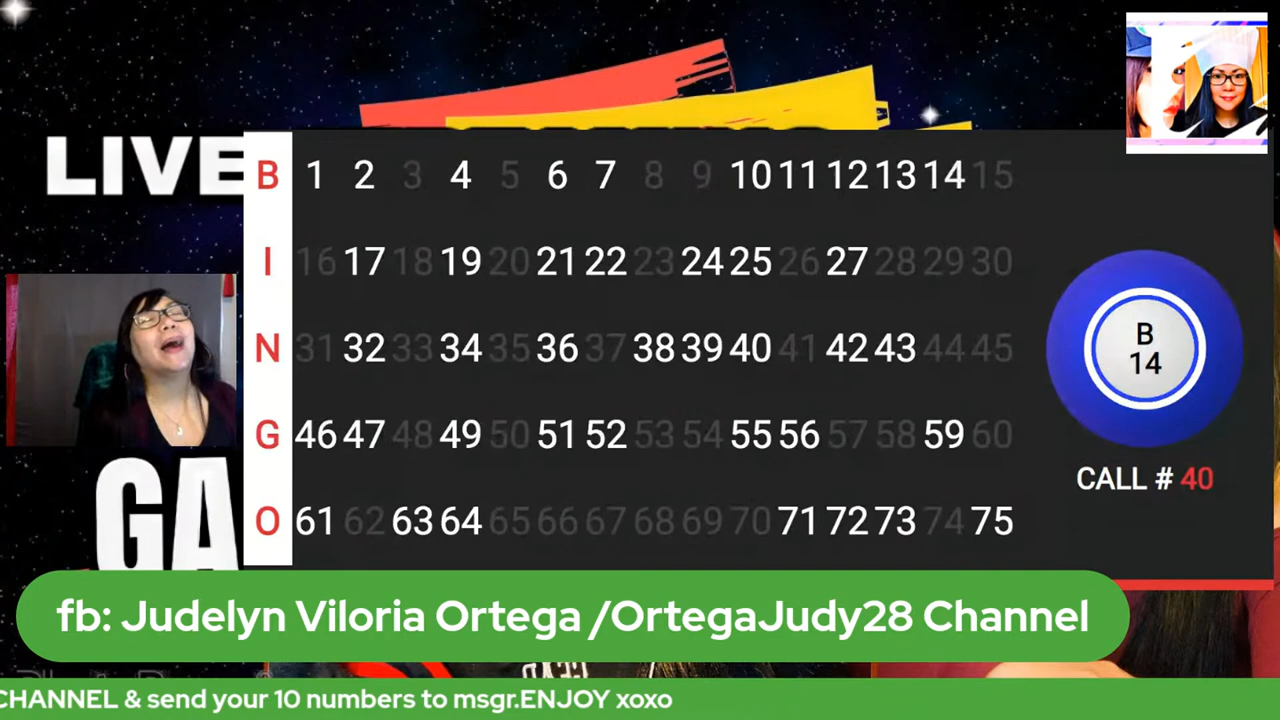 LIVE
B 1 2 3 4 5 6 7 8 9 10 11 12 13 14 15
I 16 17 18 19 20 21 22 23 24 25 26 27 28 29 30
N 31 32 33 34 35 36 37 38 39 40 41 42 43 44 45
G 46 47 48 49 50 51 52 53 54 55 56 57 58 59 60
O 61 62 63 64 65 66 67 68 69 70 71 72 73 74 75
B
14
CALL # 40
GA
fb: Judelyn Viloria Ortega /OrtegaJudy28 Channel
CHANNEL & send your 10 numbers to msgr.ENJOY xoxo